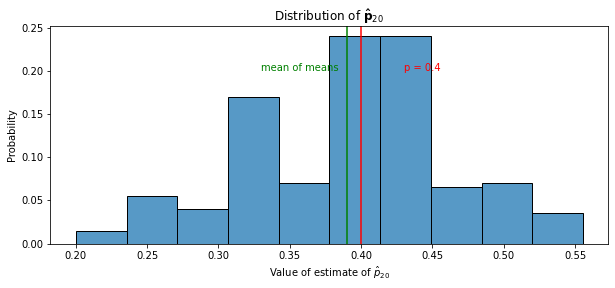 Distribution of p̂₂₀
0.25
0.20
0.15
0.10
0.05
0.00
Probability
mean of means
p = 0.4
0.20 0.25 0.30 0.35 0.40 0.45 0.50 0.55
Value of estimate of p̂₂₀